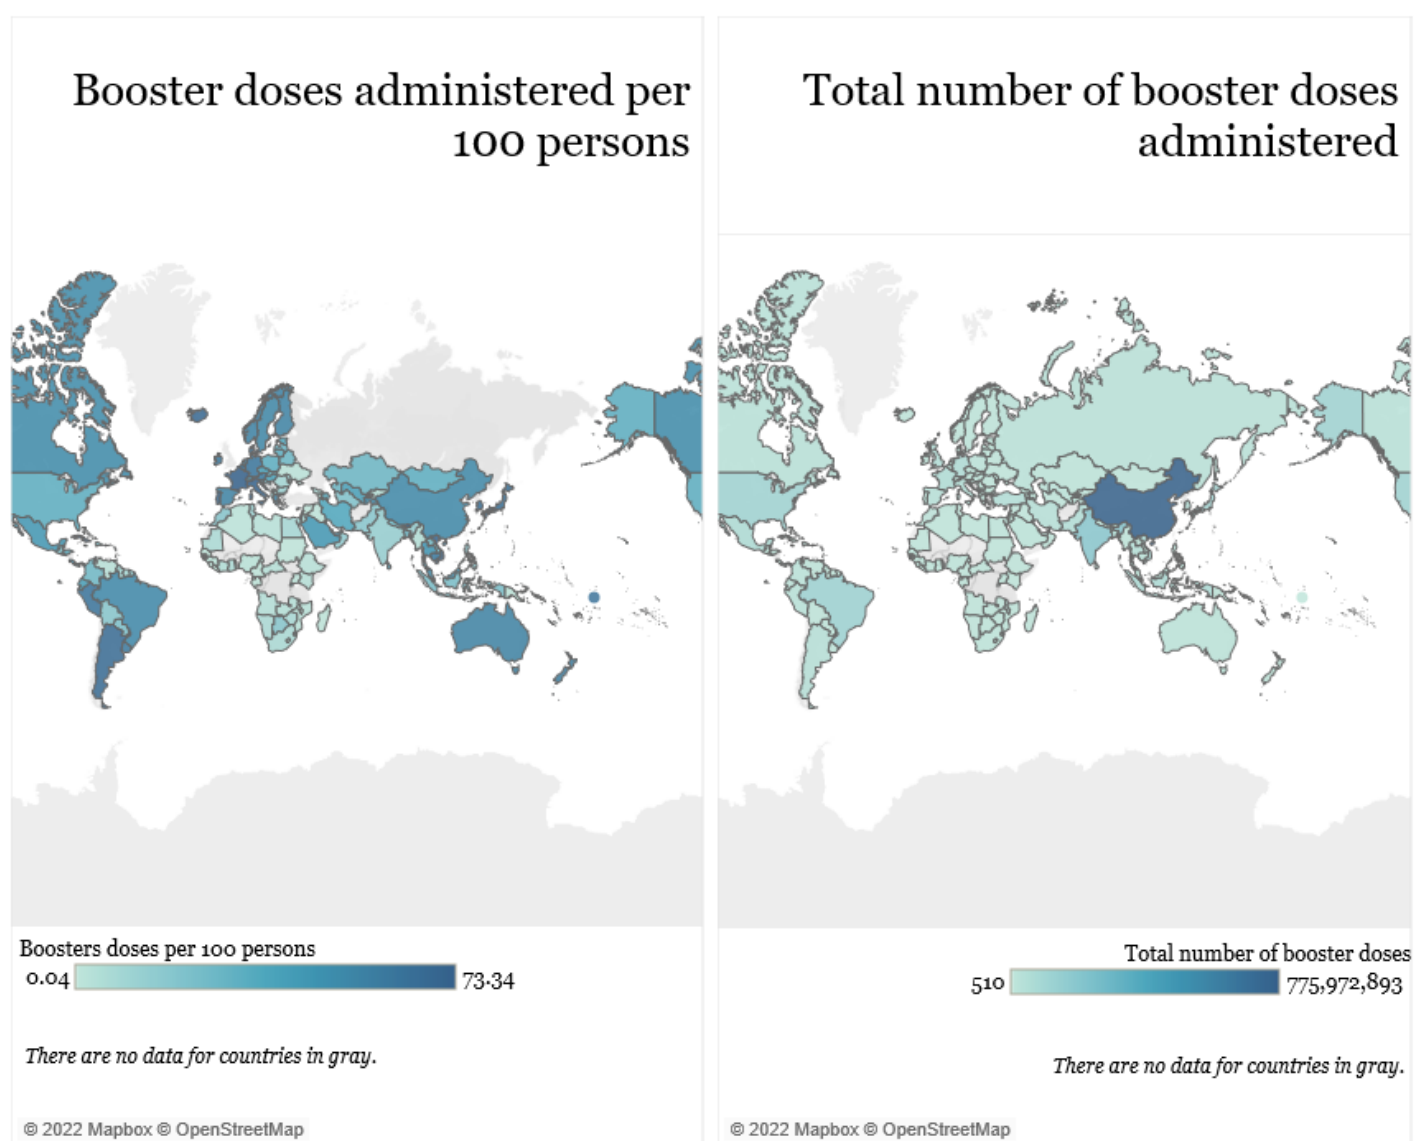 Booster doses administered per
100 persons
Boosters doses per 100 persons
0.04 73.34
There are no data for countries in gray.
© 2022 Mapbox © OpenStreetMap
Total number of booster doses
administered
Total number of booster doses
510 775,972,893
There are no data for countries in gray.
© 2022 Mapbox © OpenStreetMap